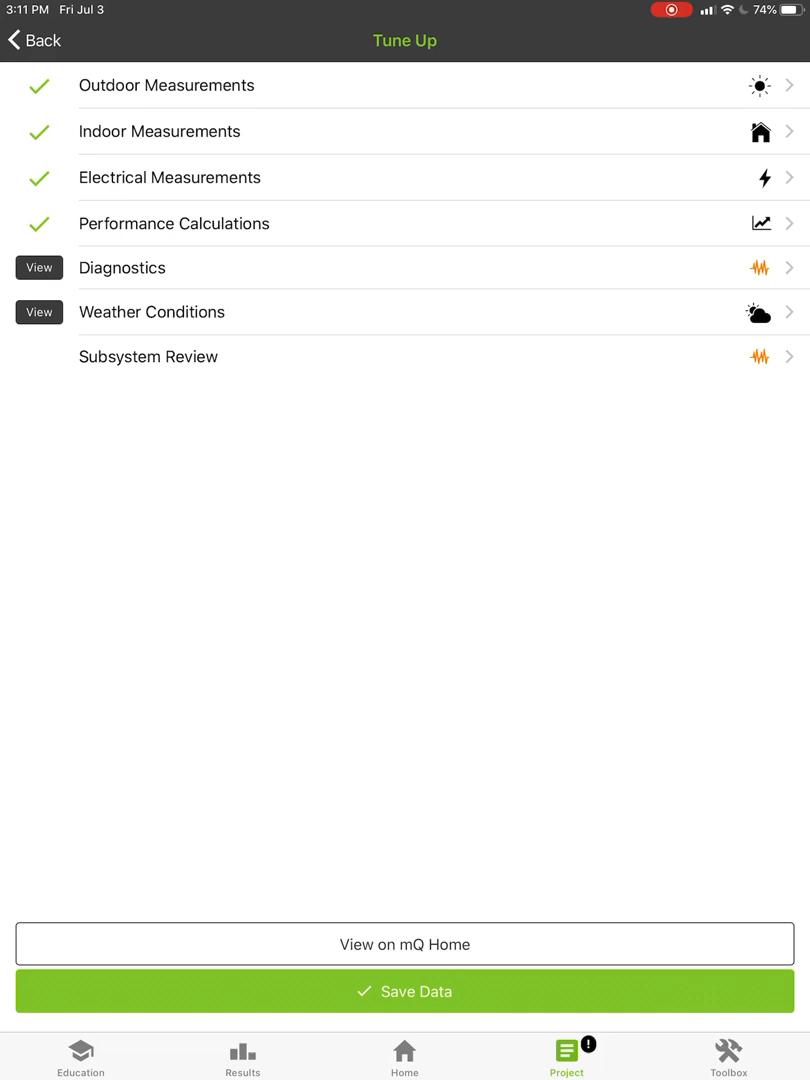 3:11 PM Fri Jul 3 74%
Back Tune Up
Outdoor Measurements
Indoor Measurements
Electrical Measurements
Performance Calculations
View Diagnostics
View Weather Conditions
Subsystem Review
View on mQ Home
Save Data
Education Results Home Project ! Toolbox